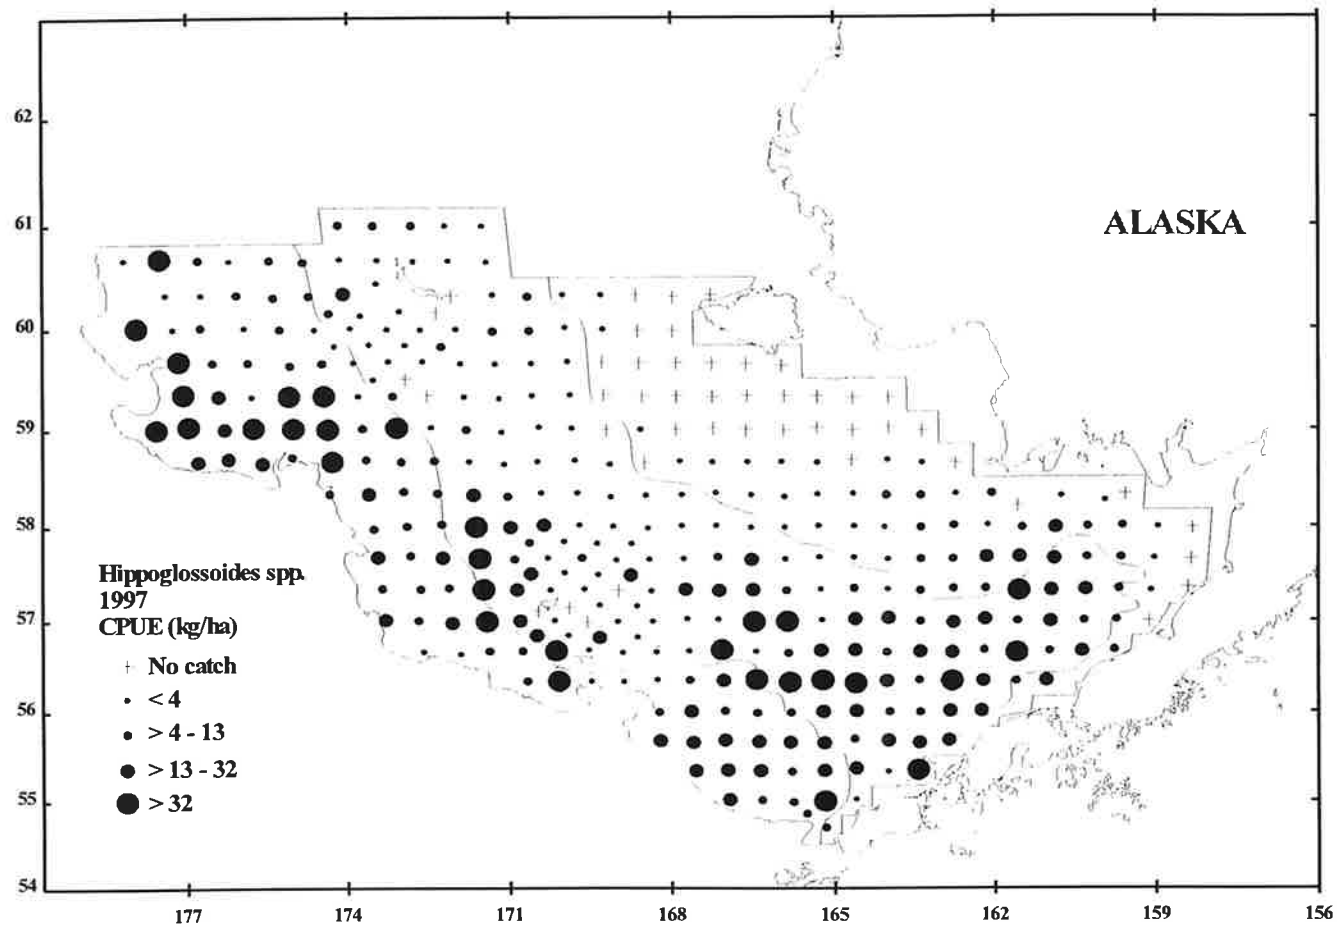 62
61
60
59
58
57
56
55
54
ALASKA
Hippoglossoides spp.
1997
CPUE (kg/ha)
+ No catch
< 4
> 4 - 13
> 13 - 32
> 32
177 174 171 168 165 162 159 156